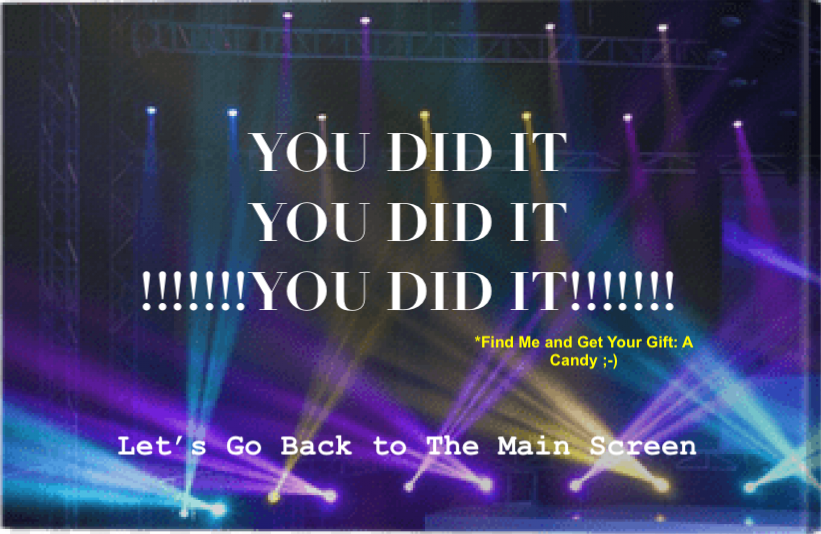 YOU DID IT
YOU DID IT
!!!!!!!YOU DID IT!!!!!!!
*Find Me and Get Your Gift: A
Candy ;-)
Let’s Go Back to The Main Screen